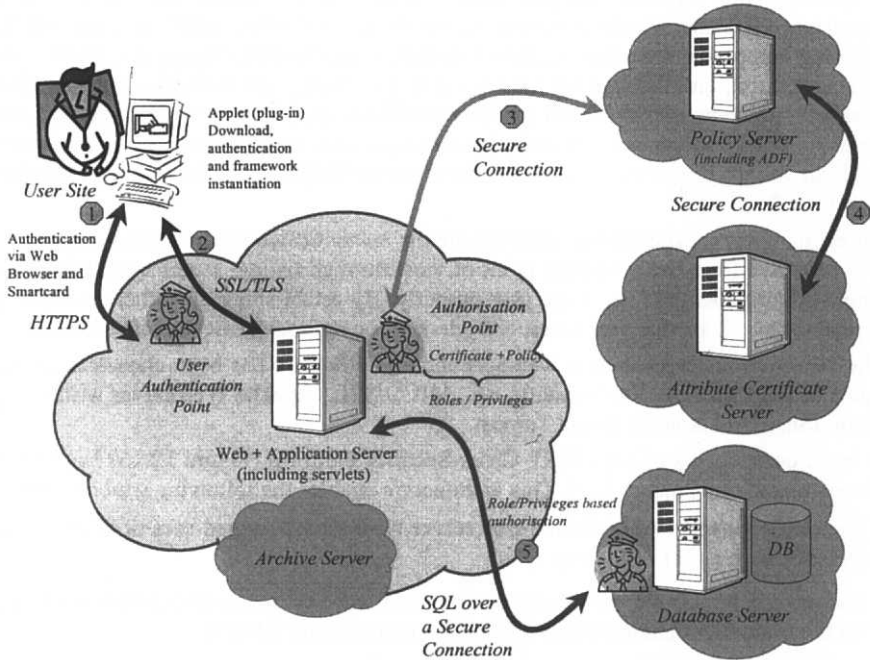 Applet (plug-in)
Download,
authentication
and framework
instantiation
User Site
1
Authentication
via Web
Browser and
Smartcard
HTTPS
2
SSL/TLS
User
Authentication
Point
3
Secure
Connection
Policy Server
(including ADF)
Secure Connection
4
Authorisation
Point
Certificate +Policy
Roles / Privileges
Attribute Certificate
Server
Web + Application Server
(including servlets)
Archive Server
Role/Privileges based
authorisation
5
SQL over
a Secure
Connection
DB
Database Server